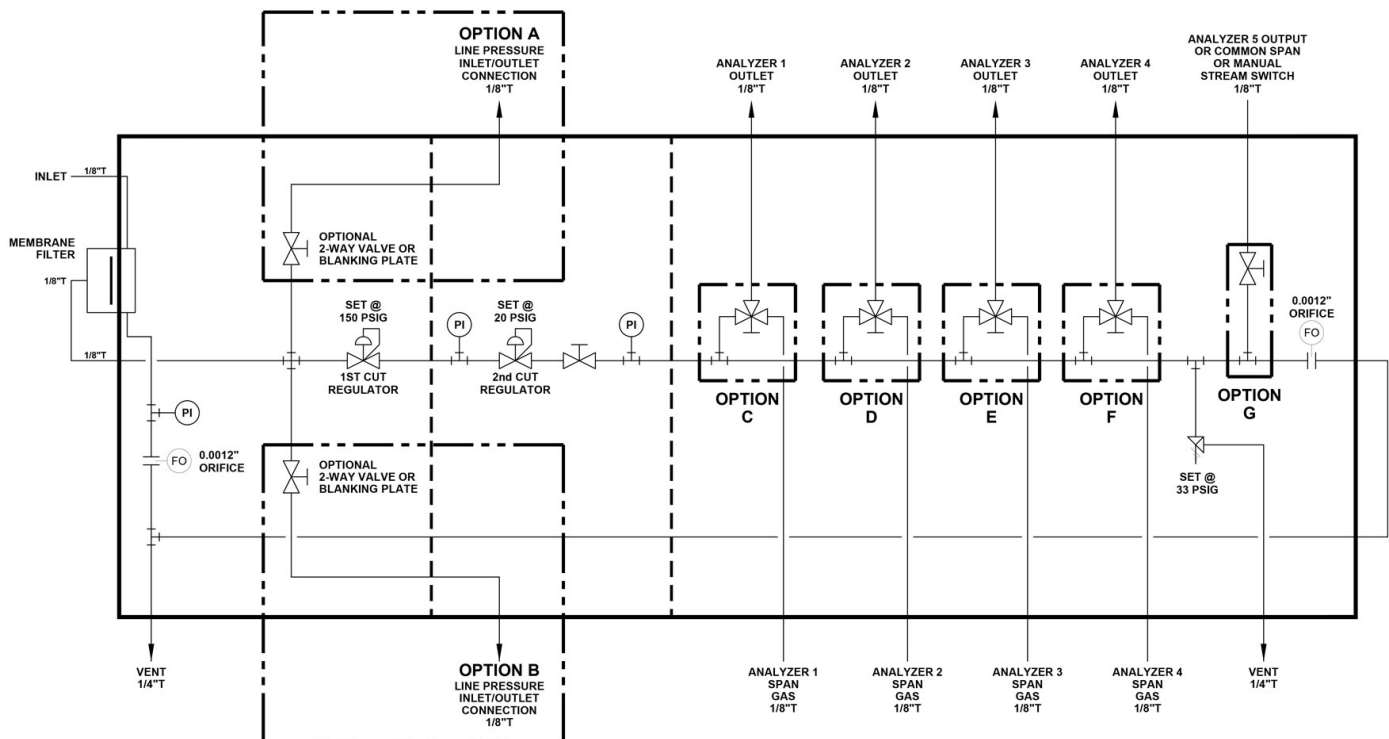 OPTION A
LINE PRESSURE
INLET/OUTLET
CONNECTION
1/8"T
ANALYZER 1
OUTLET
1/8"T
ANALYZER 2
OUTLET
1/8"T
ANALYZER 3
OUTLET
1/8"T
ANALYZER 4
OUTLET
1/8"T
ANALYZER 5 OUTPUT
OR COMMON SPAN
OR MANUAL
STREAM SWITCH
1/8"T
INLET
1/8"T
MEMBRANE
FILTER
1/8"T
1/8"T
OPTIONAL
2-WAY VALVE OR
BLANKING PLATE
SET @
150 PSIG
1ST CUT
REGULATOR
PI
SET @
20 PSIG
2nd CUT
REGULATOR
PI
OPTION
C
OPTION
D
OPTION
E
OPTION
F
OPTION
G
0.0012"
ORIFICE
FO
PI
FO
0.0012"
ORIFICE
OPTIONAL
2-WAY VALVE OR
BLANKING PLATE
SET @
33 PSIG
VENT
1/4"T
OPTION B
LINE PRESSURE
INLET/OUTLET
CONNECTION
1/8"T
ANALYZER 1
SPAN
GAS
1/8"T
ANALYZER 2
SPAN
GAS
1/8"T
ANALYZER 3
SPAN
GAS
1/8"T
ANALYZER 4
SPAN
GAS
1/8"T
VENT
1/4"T